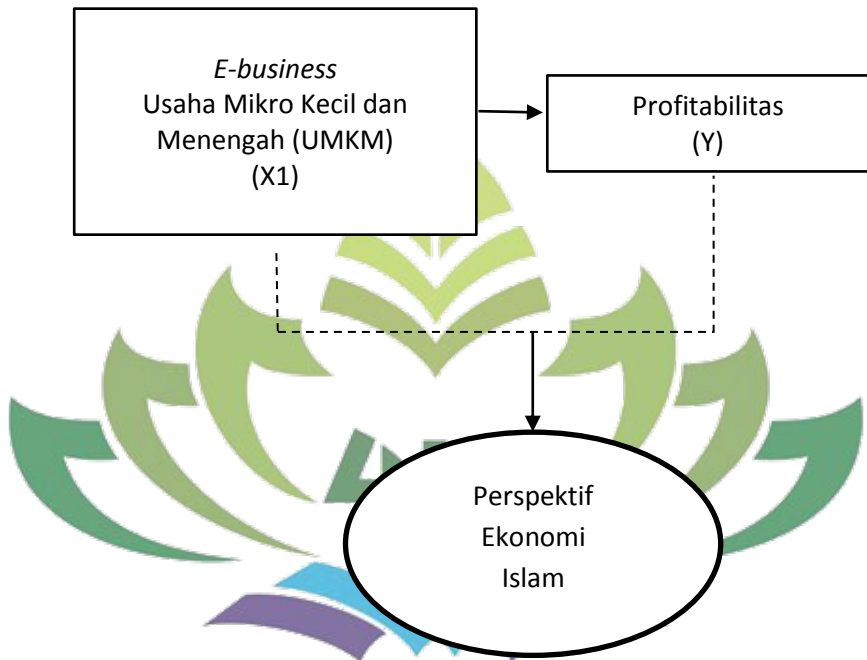 E-business
Usaha Mikro Kecil dan
Menengah (UMKM)
(X1)
Profitabilitas
(Y)
Perspektif
Ekonomi
Islam